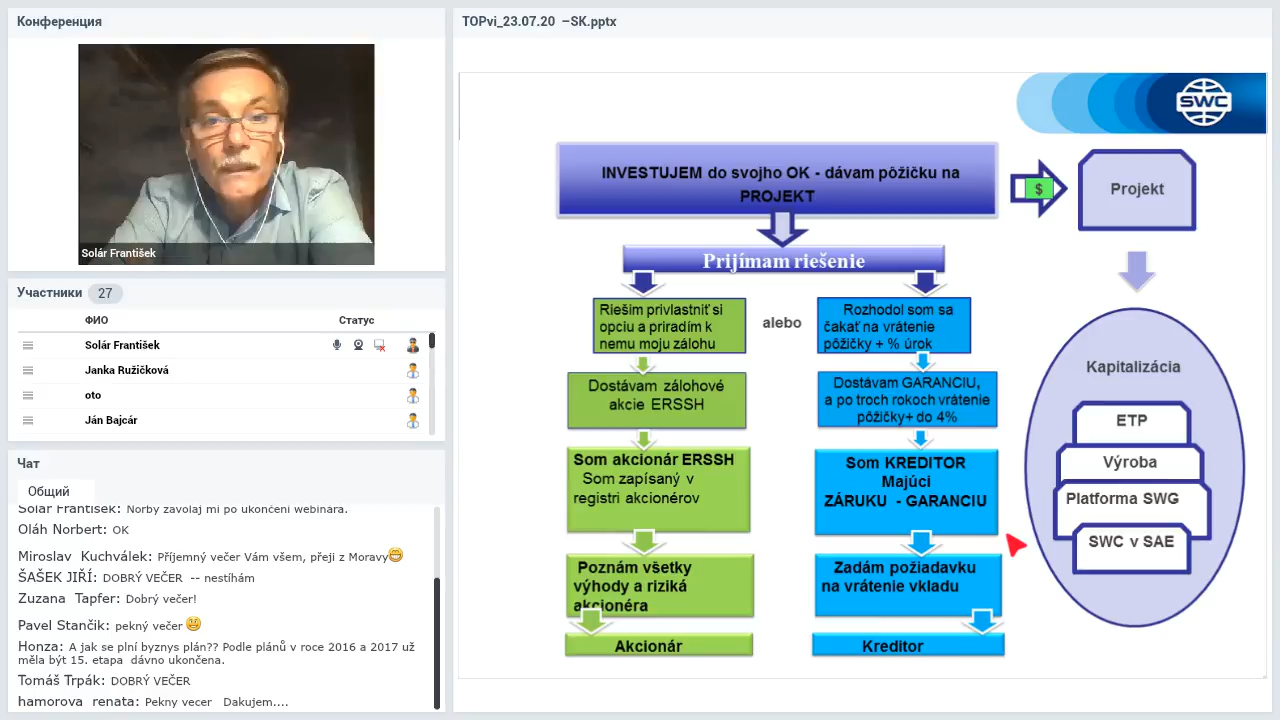 Конференция
Solár František
Участники 27
ФИО Статус
Solár František
Janka Ružičková
oto
Ján Bajcár
Чат
Общий
Solár František: Norby zavolaj mi po ukončení webinára.
Oláh Norbert: OK
Miroslav Kuchválek: Příjemný večer Vám všem, přeji z Moravy
ŠAŠEK JIŘÍ: DOBRÝ VEČER -- nestíhám
Zuzana Tapfer: Dobrý večer!
Pavel Stančik: pekný večer
Honza: A jak se plní byznýs plán?? Podle plánů v roce 2016 a 2017 už
měla být 15. etapa dávno ukončena.
Tomáš Trpák: DOBRÝ VEČER
hamorova renata: Pekny vecer Dakujem....
TOPvi_23.07.20 –SK.pptx
SWC
INVESTUJEM do svojho OK - dávam pôžičku na
PROJEKT
$
Projekt
Prijímam riešenie
Riešim privlastniť si
opciu a priradím k
nemu moju zálohu
alebo
Rozhodol som sa
čakať na vrátenie
pôžičky + % úrok
Dostávam zálohové
akcie ERSSH
Dostávam GARANCIU,
a po troch rokoch vrátenie
pôžičky+ do 4%
Som akcionár ERSSH
Som zapísaný v
registri akcionérov
Som KREDITOR
Majúci
ZÁRUKU - GARANCIU
Poznám všetky
výhody a riziká
akcionéra
Zadám požiadavku
na vrátenie vkladu
Akcionár
Kreditor
Kapitalizácia
ETP
Výroba
Platforma SWG
SWC v SAE